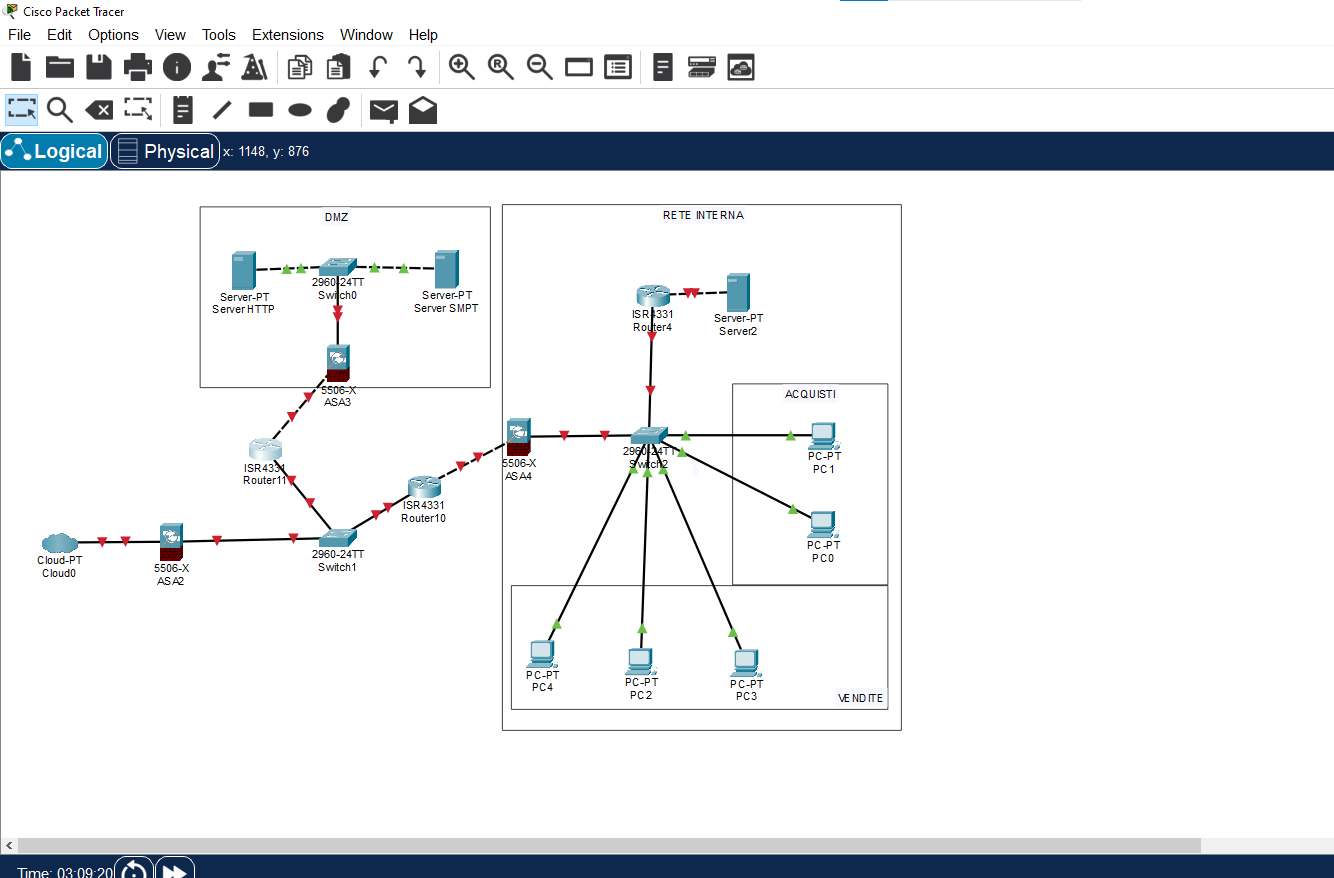 Cisco Packet Tracer
File Edit Options View Tools Extensions Window Help
Logical Physical x: 1148, y: 876
DMZ
Server-PT
Server HTTP
2960-24TT
Switch0
Server-PT
Server SMPT
5506-X
ASA3
RETE INTERNA
ISR4331
Router4
Server-PT
Server2
ACQUISTI
PC-PT
PC1
PC-PT
PC0
2960-24TT
Switch2
5506-X
ASA4
ISR4331
Router11
ISR4331
Router10
Cloud-PT
Cloud0
5506-X
ASA2
2960-24TT
Switch1
PC-PT
PC4
PC-PT
PC2
PC-PT
PC3
VENDITE
Time: 03:09:20